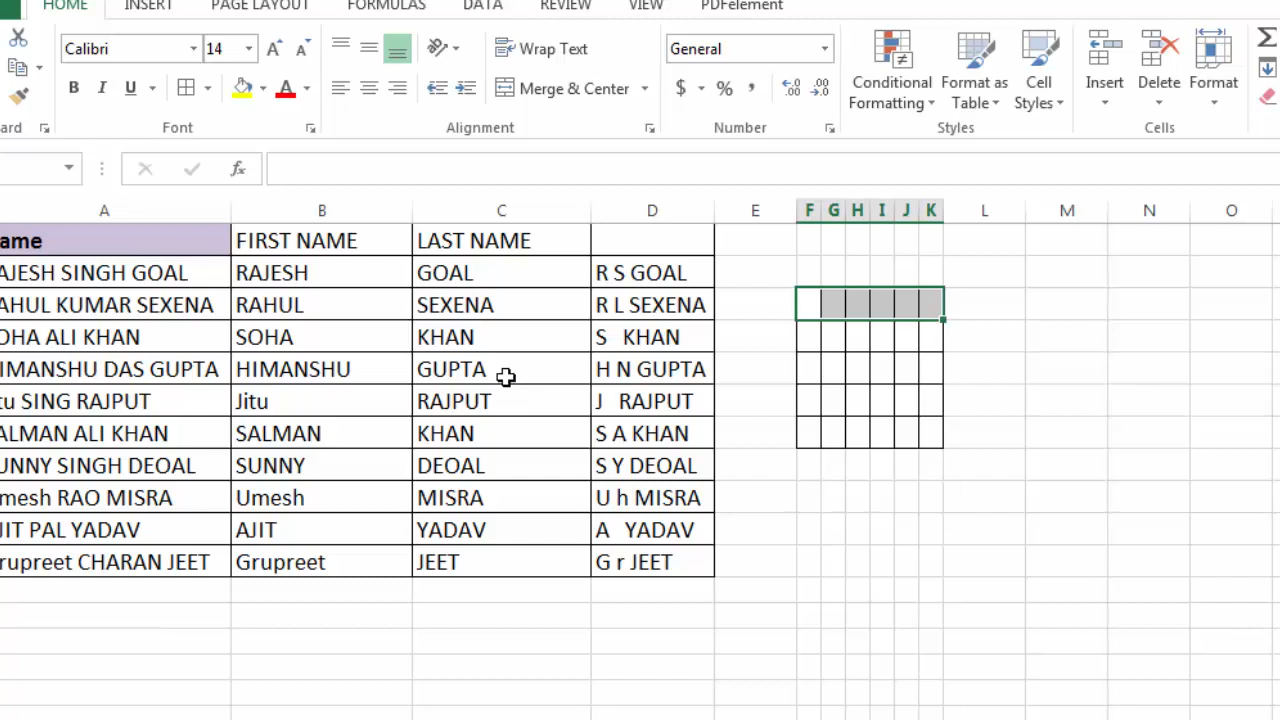 HOME INSERT PAGE LAYOUT FORMULAS DATA REVIEW VIEW PDFelement
Calibri 14 Wrap Text General
B I U Merge & Center $ % , Conditional Formatting Format as Table Cell Styles Insert Delete Format
ard Font Alignment Number Styles Cells
fx
A B C D E F G H I J K L M N O
ame FIRST NAME LAST NAME
AJESH SINGH GOAL RAJESH GOAL R S GOAL
AHUL KUMAR SEXENA RAHUL SEXENA R L SEXENA
OHA ALI KHAN SOHA KHAN S KHAN
IMANSHU DAS GUPTA HIMANSHU GUPTA H N GUPTA
tu SING RAJPUT Jitu RAJPUT J RAJPUT
ALMAN ALI KHAN SALMAN KHAN S A KHAN
UNNY SINGH DEOAL SUNNY DEOAL S Y DEOAL
mesh RAO MISRA Umesh MISRA U h MISRA
JIT PAL YADAV AJIT YADAV A YADAV
rupreet CHARAN JEET Grupreet JEET G r JEET